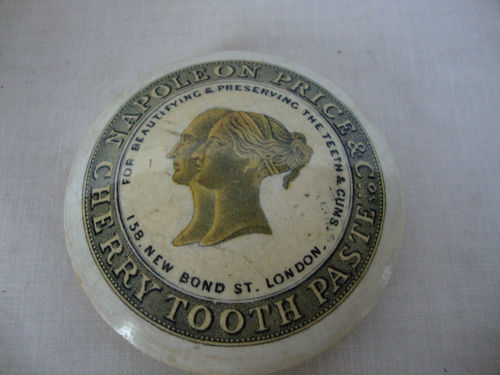 NAPOLEON PRICE & Co's
CHERRY TOOTH PASTE
FOR BEAUTIFYING & PRESERVING THE TEETH & GUMS.
158. NEW BOND ST. LONDON.